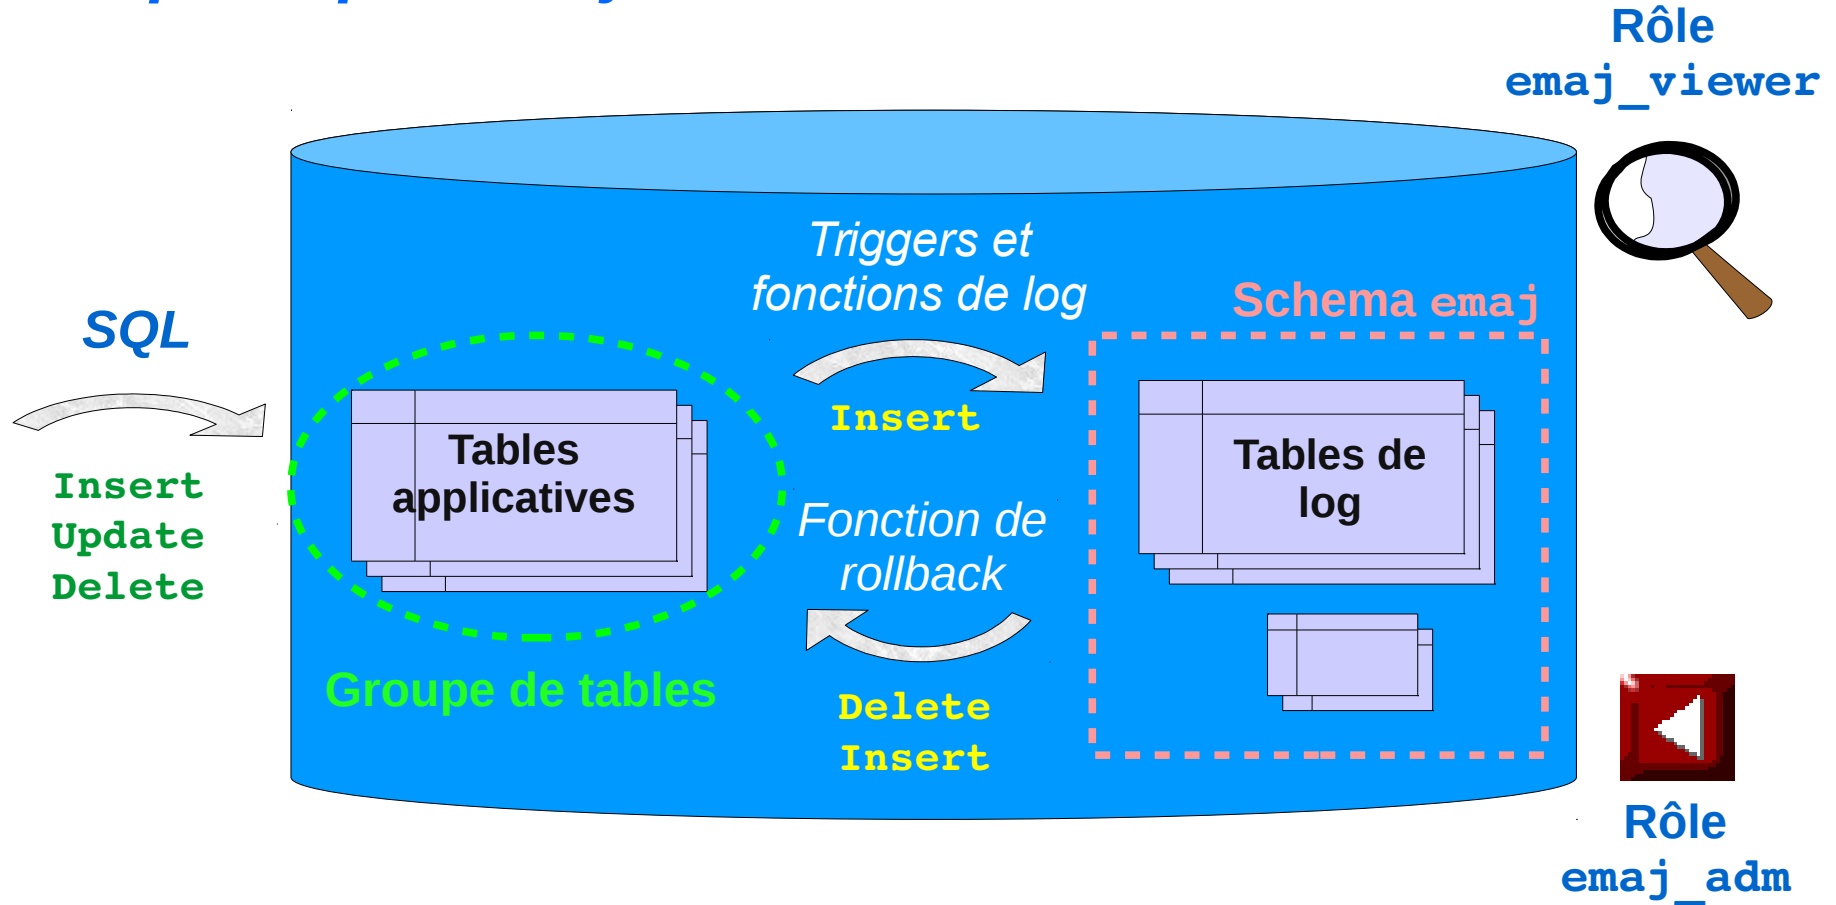 Rôle
emaj_viewer
Triggers et
fonctions de log
Schema emaj
SQL
Insert
Tables
applicatives
Tables de
log
Insert
Update
Delete
Fonction de
rollback
Groupe de tables
Delete
Insert
Rôle
emaj_adm